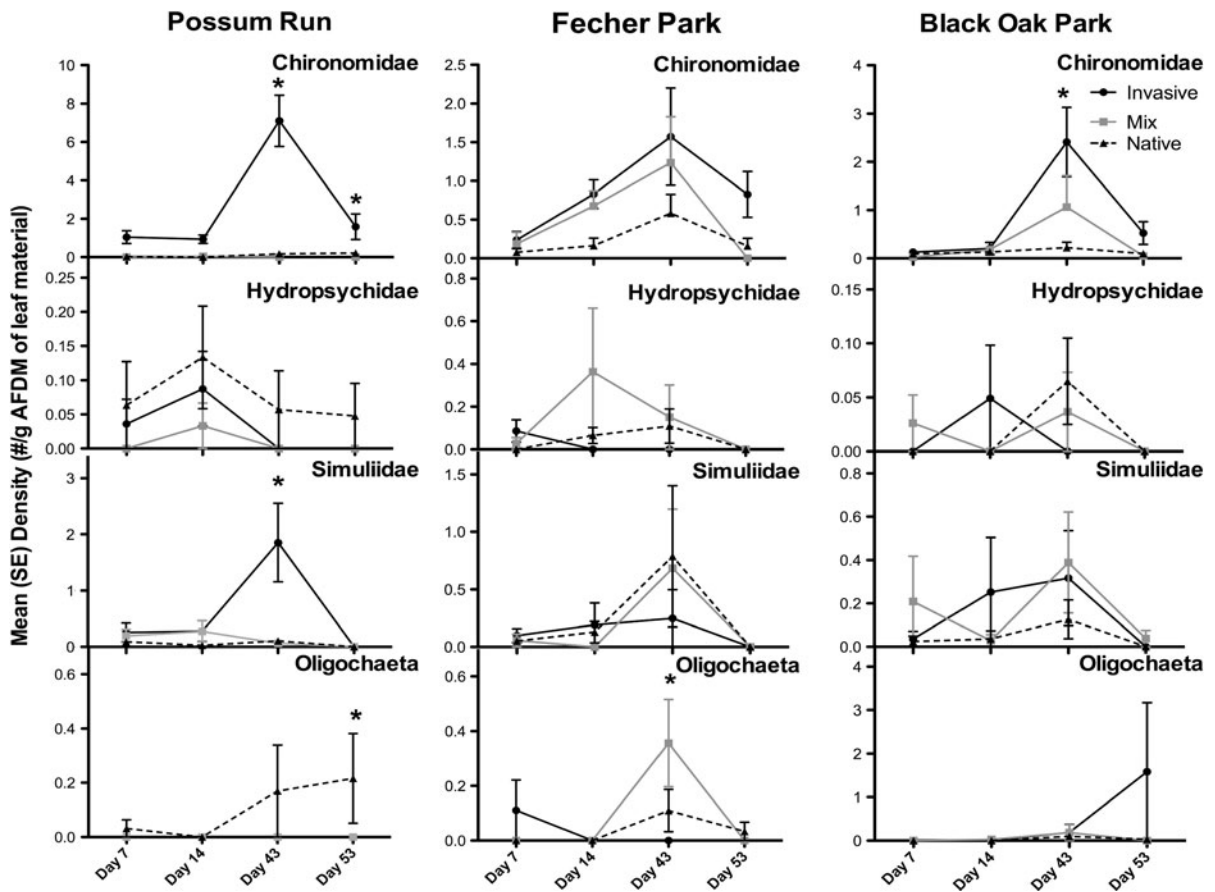 Possum Run
Fecher Park
Black Oak Park
Mean (SE) Density (#/g AFDM of leaf material)
Chironomidae
10
8
6
4
2
0
*
*
Chironomidae
2.5
2.0
1.5
1.0
0.5
0.0
Chironomidae
4
3
2
1
0
*
Invasive
Mix
Native
Hydropsychidae
0.25
0.20
0.15
0.10
0.05
0.00
Hydropsychidae
0.8
0.6
0.4
0.2
0.0
Hydropsychidae
0.15
0.10
0.05
0.00
Simuliidae
3
2
1
0
*
Simuliidae
1.5
1.0
0.5
0.0
Simuliidae
0.8
0.6
0.4
0.2
0.0
Oligochaeta
0.6
0.4
0.2
0.0
*
Day 7
Day 14
Day 43
Day 53
Oligochaeta
0.6
0.4
0.2
0.0
*
Day 7
Day 14
Day 43
Day 53
Oligochaeta
4
3
2
1
0
Day 7
Day 14
Day 43
Day 53